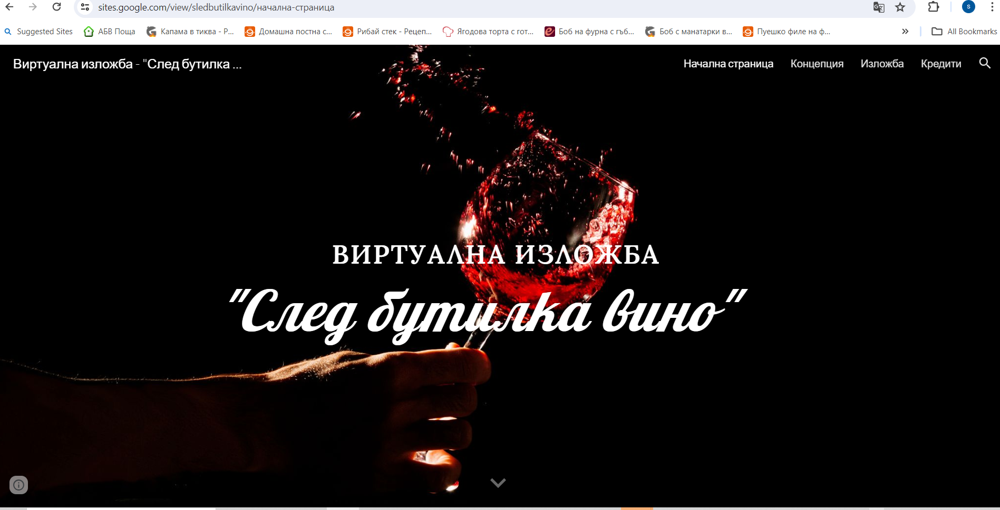 sites.google.com/view/sledbutilkavino/начална-страница
s
Suggested Sites
АБВ Поща
Капама в тиква - Р...
Домашна постна с...
Рибай стек - Рецеп...
Ягодова торта с гот...
Боб на фурна с гъб...
Боб с манатарки в...
Пуешко филе на ф...
All Bookmarks
Виртуална изложба - "След бутилка ...
Начална страница
Концепция
Изложба
Кредити
ВИРТУАЛНА ИЗЛОЖБА
"След бутилка вино"